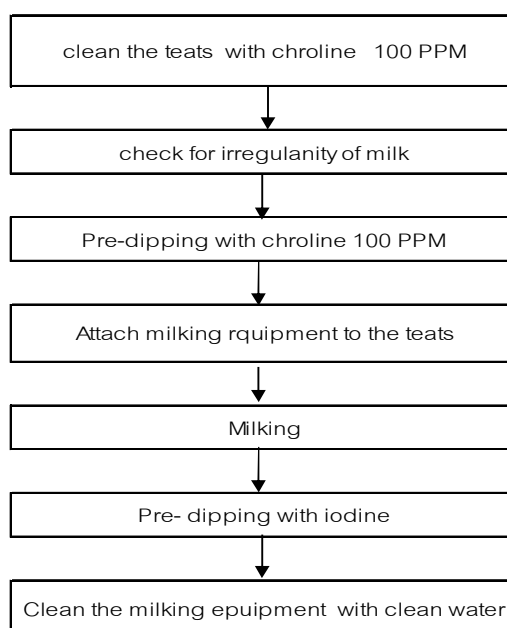 clean the teats with chroline 100 PPM
check for irregulanity of milk
Pre-dipping with chroline 100 PPM
Attach milking rquipment to the teats
Milking
Pre- dipping with iodine
Clean the milking epuipment with clean water